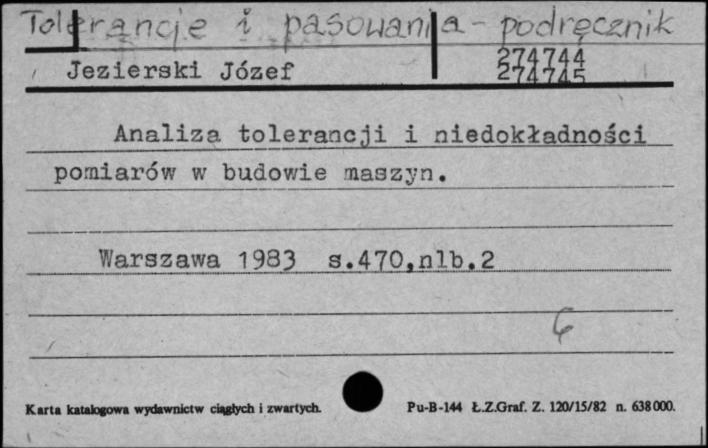 Tolerancje i pasowania - podręcznik
Jezierski Józef
274744
274745
Analiza tolerancji i niedokładności
pomiarów w budowie maszyn.
Warszawa 1983 s.470,nlb.2
6
Karta katalogowa wydawnictw ciągłych i zwartych.
Pu-B-144 Ł.Z.Graf. Z. 120/15/82 n. 638000.